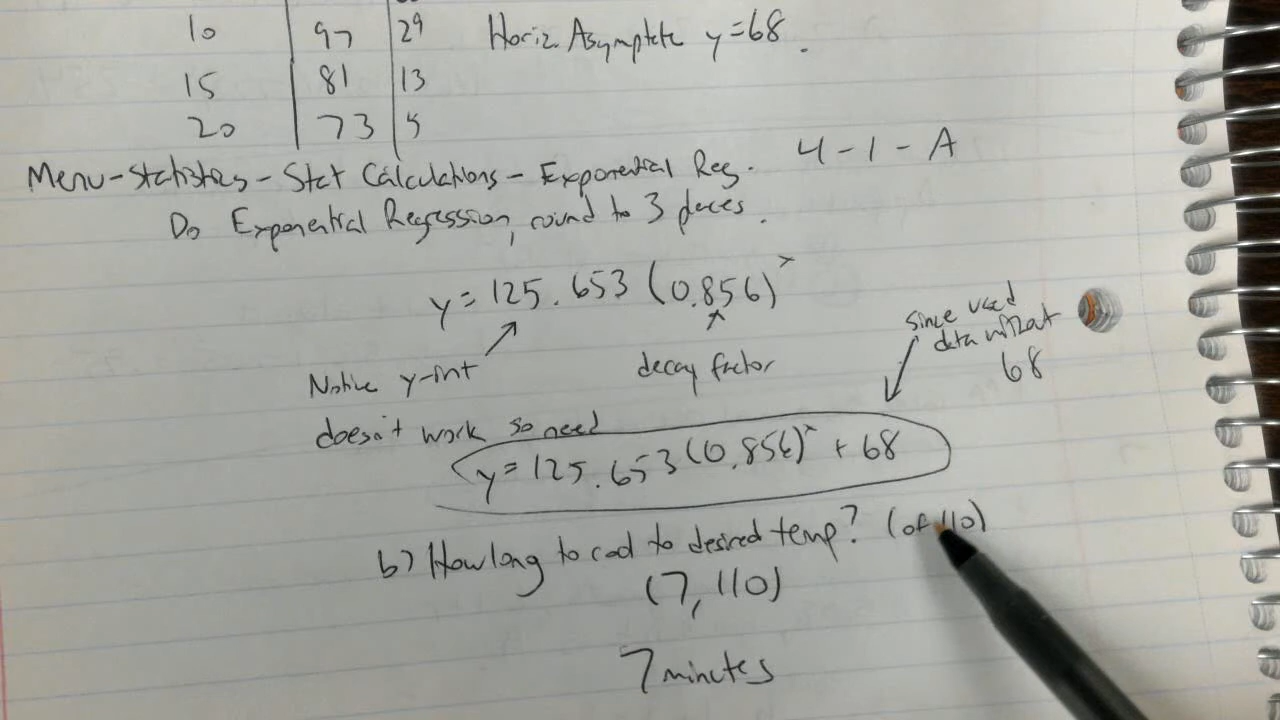 10 97 29 Horiz. Asymptote y=68.
15 81 13
20 73 5
Menu-Statistics-Stat Calculations-Exponential Reg. 4-1-A
Do Exponential Regression, round to 3 places.
y=125.653(0.856)^x
Notice y-int
doesn't work so need
decay factor
since used
data without
68
y=125.653(0.856)^x + 68
b) How long to cool to desired temp? (of 110)
(7,110)
7 minutes